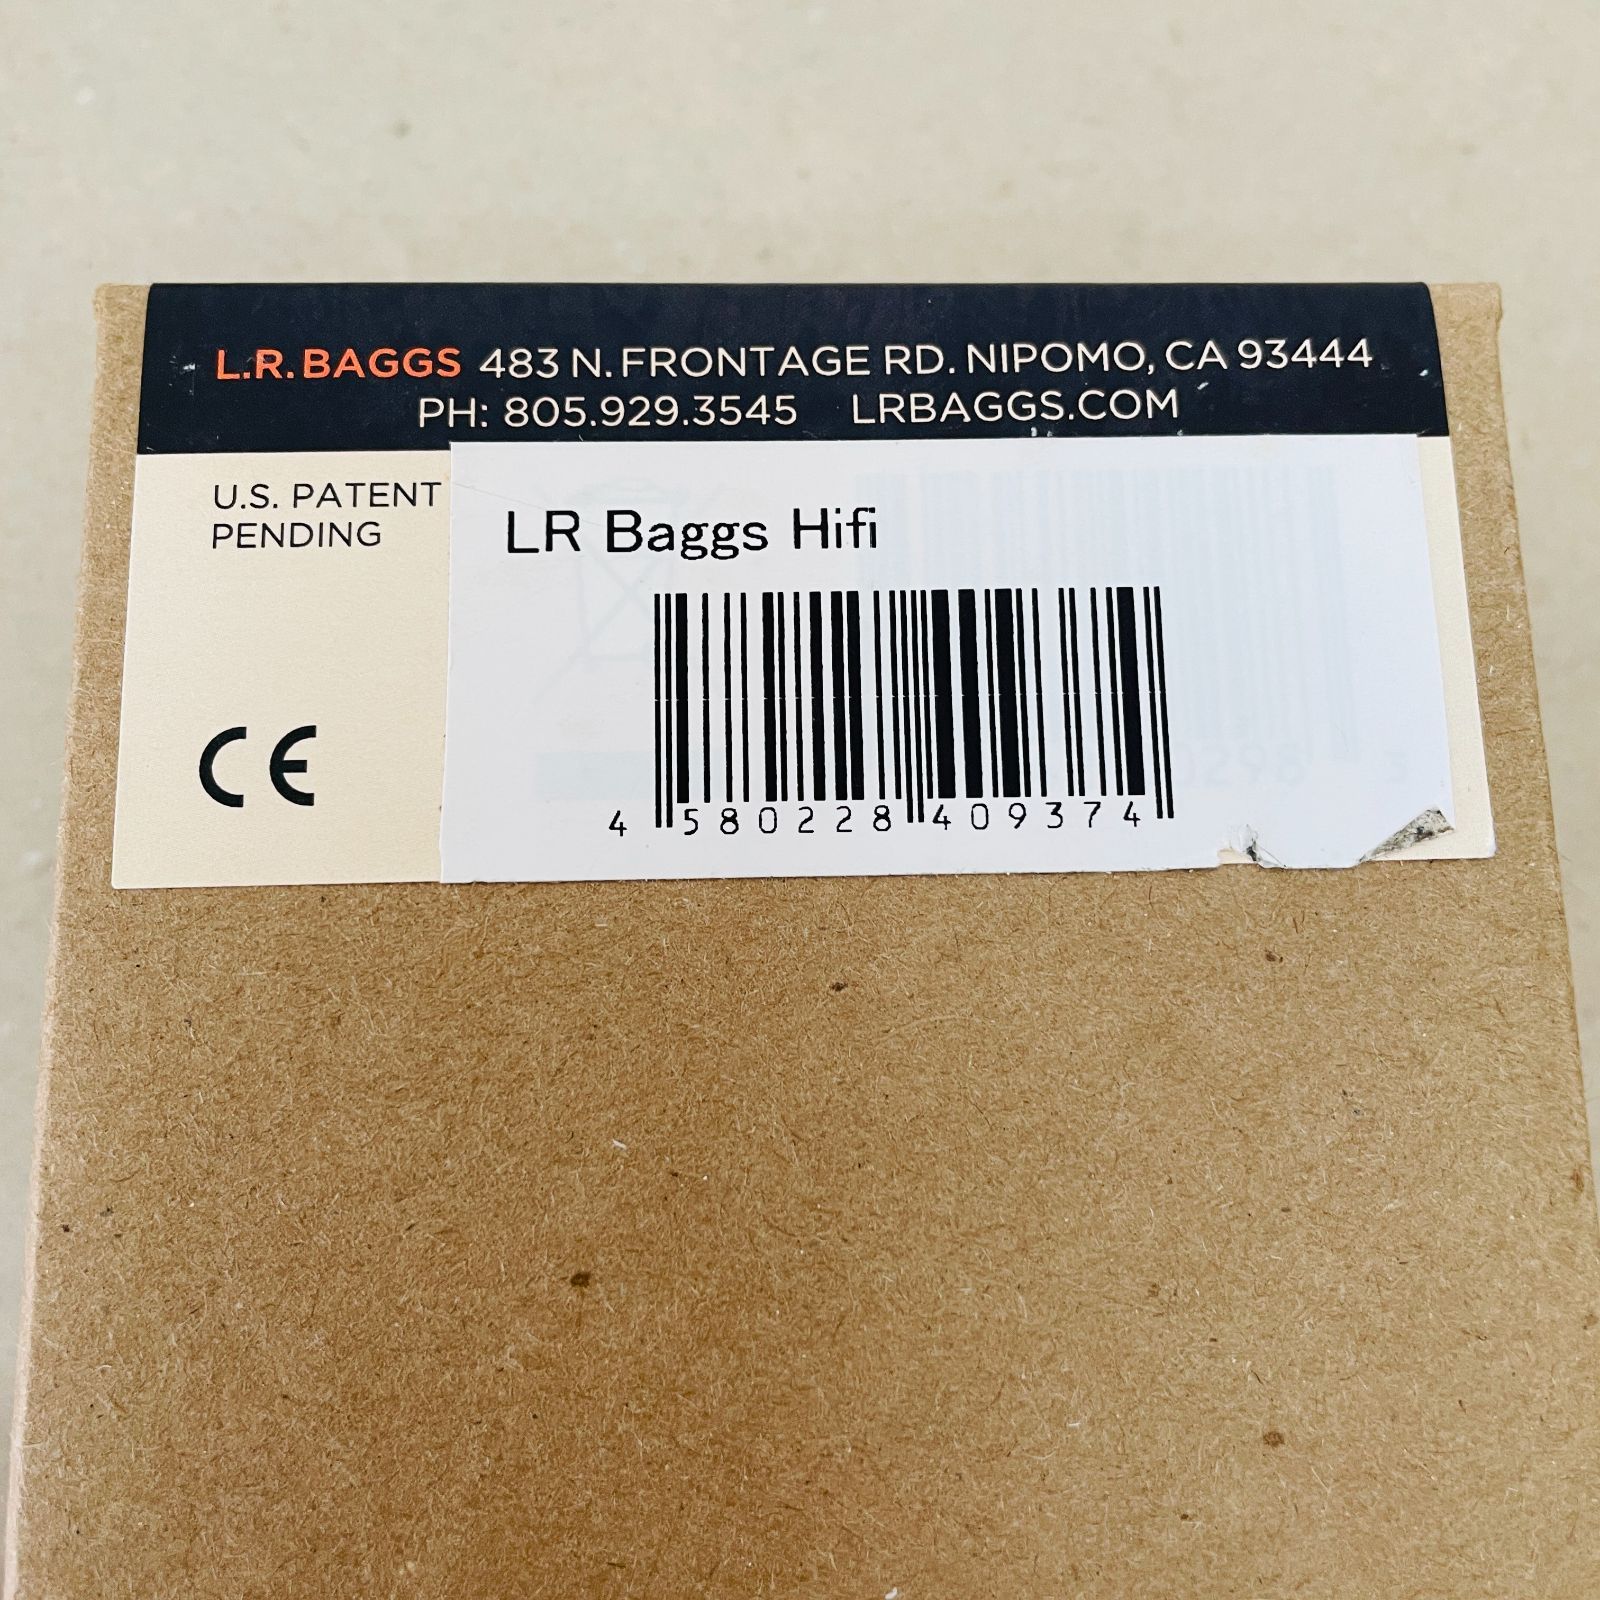 L.R. BAGGS 483 N. FRONTAGE RD. NIPOMO, CA 93444
PH: 805.929.3545 LRBAGGS.COM
U.S. PATENT
PENDING
LR Baggs Hifi
CE
4 580228 409374